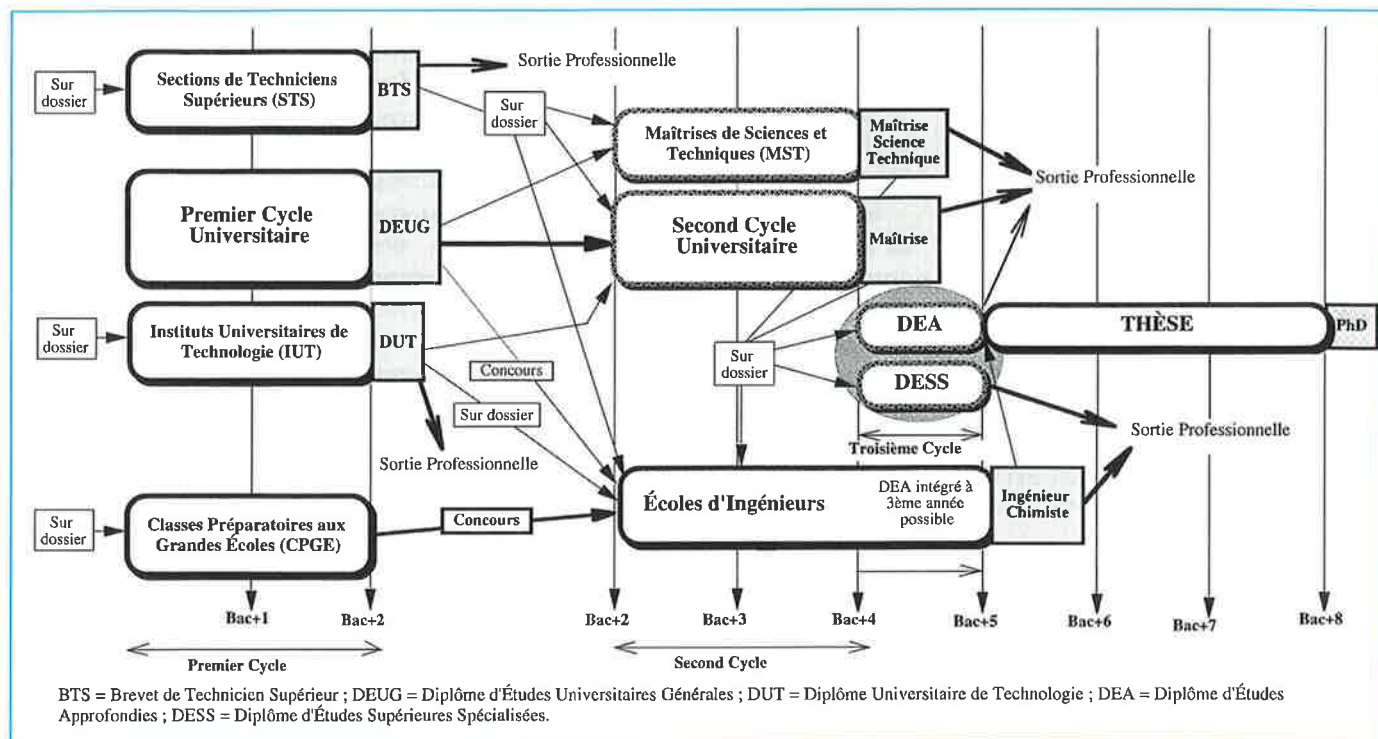 Sur
dossier
Sections de Techniciens
Supérieurs (STS)
BTS
Sortie Professionnelle
Sur
dossier
Maîtrises de Sciences et
Techniques (MST)
Maîtrise
Science
Technique
Sortie Professionnelle
Premier Cycle
Universitaire
DEUG
Second Cycle
Universitaire
Maîtrise
Sur
dossier
Instituts Universitaires de
Technologie (IUT)
DUT
Concours
Sur dossier
Sortie Professionnelle
Sur
dossier
DEA
DESS
Troisième Cycle
THÈSE
PhD
Sortie Professionnelle
Sur
dossier
Classes Préparatoires aux
Grandes Écoles (CPGE)
Concours
Écoles d'Ingénieurs
DEA intégré à
3ème année
possible
Ingénieur
Chimiste
Bac+1
Bac+2
Bac+2
Bac+3
Bac+4
Bac+5
Bac+6
Bac+7
Bac+8
Premier Cycle
Second Cycle
BTS = Brevet de Technicien Supérieur ; DEUG = Diplôme d'Études Universitaires Générales ; DUT = Diplôme Universitaire de Technologie ; DEA = Diplôme d'Études
Approfondies ; DESS = Diplôme d'Études Supérieures Spécialisées.